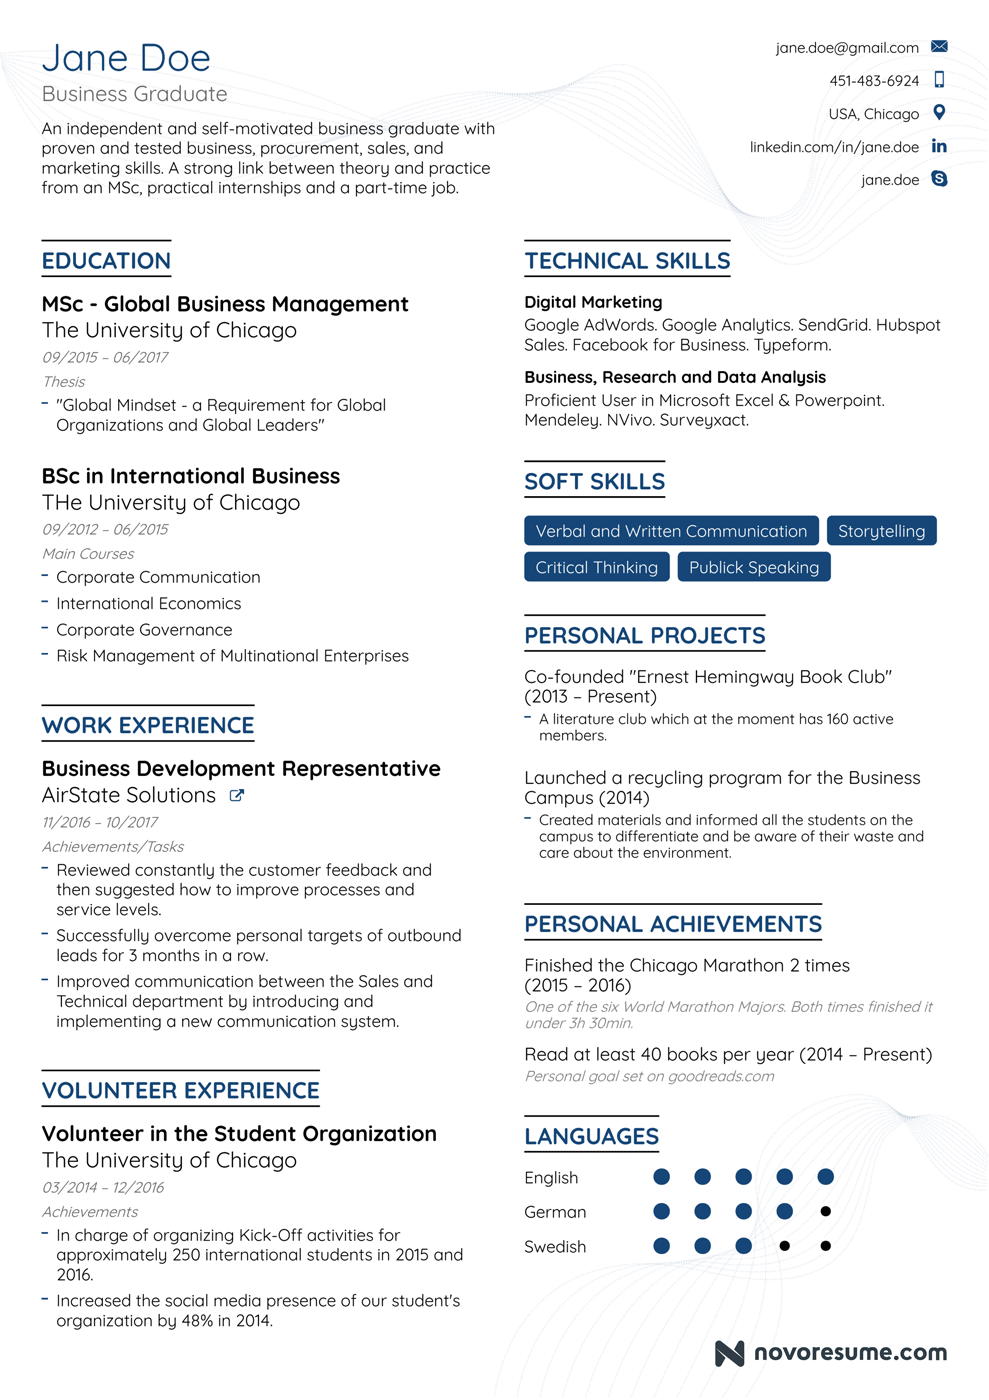 Jane Doe
Business Graduate
An independent and self-motivated business graduate with
proven and tested business, procurement, sales, and
marketing skills. A strong link between theory and practice
from an MSc, practical internships and a part-time job.
jane.doe@gmail.com
451-483-6924
USA, Chicago
linkedin.com/in/jane.doe
jane.doe
EDUCATION
MSc - Global Business Management
The University of Chicago
09/2015 – 06/2017
Thesis
- "Global Mindset - a Requirement for Global
Organizations and Global Leaders"
BSc in International Business
THe University of Chicago
09/2012 – 06/2015
Main Courses
- Corporate Communication
- International Economics
- Corporate Governance
- Risk Management of Multinational Enterprises
WORK EXPERIENCE
Business Development Representative
AirState Solutions
11/2016 – 10/2017
Achievements/Tasks
- Reviewed constantly the customer feedback and
then suggested how to improve processes and
service levels.
- Successfully overcome personal targets of outbound
leads for 3 months in a row.
- Improved communication between the Sales and
Technical department by introducing and
implementing a new communication system.
VOLUNTEER EXPERIENCE
Volunteer in the Student Organization
The University of Chicago
03/2014 – 12/2016
Achievements
- In charge of organizing Kick-Off activities for
approximately 250 international students in 2015 and
2016.
- Increased the social media presence of our student's
organization by 48% in 2014.
TECHNICAL SKILLS
Digital Marketing
Google AdWords. Google Analytics. SendGrid. Hubspot
Sales. Facebook for Business. Typeform.
Business, Research and Data Analysis
Proficient User in Microsoft Excel & Powerpoint.
Mendeley. NVivo. Surveyxact.
SOFT SKILLS
Verbal and Written Communication Storytelling
Critical Thinking Publick Speaking
PERSONAL PROJECTS
Co-founded "Ernest Hemingway Book Club"
(2013 – Present)
- A literature club which at the moment has 160 active
members.
Launched a recycling program for the Business
Campus (2014)
- Created materials and informed all the students on the
campus to differentiate and be aware of their waste and
care about the environment.
PERSONAL ACHIEVEMENTS
Finished the Chicago Marathon 2 times
(2015 – 2016)
One of the six World Marathon Majors. Both times finished it
under 3h 30min.
Read at least 40 books per year (2014 – Present)
Personal goal set on goodreads.com
LANGUAGES
English
German
Swedish
novoresume.com